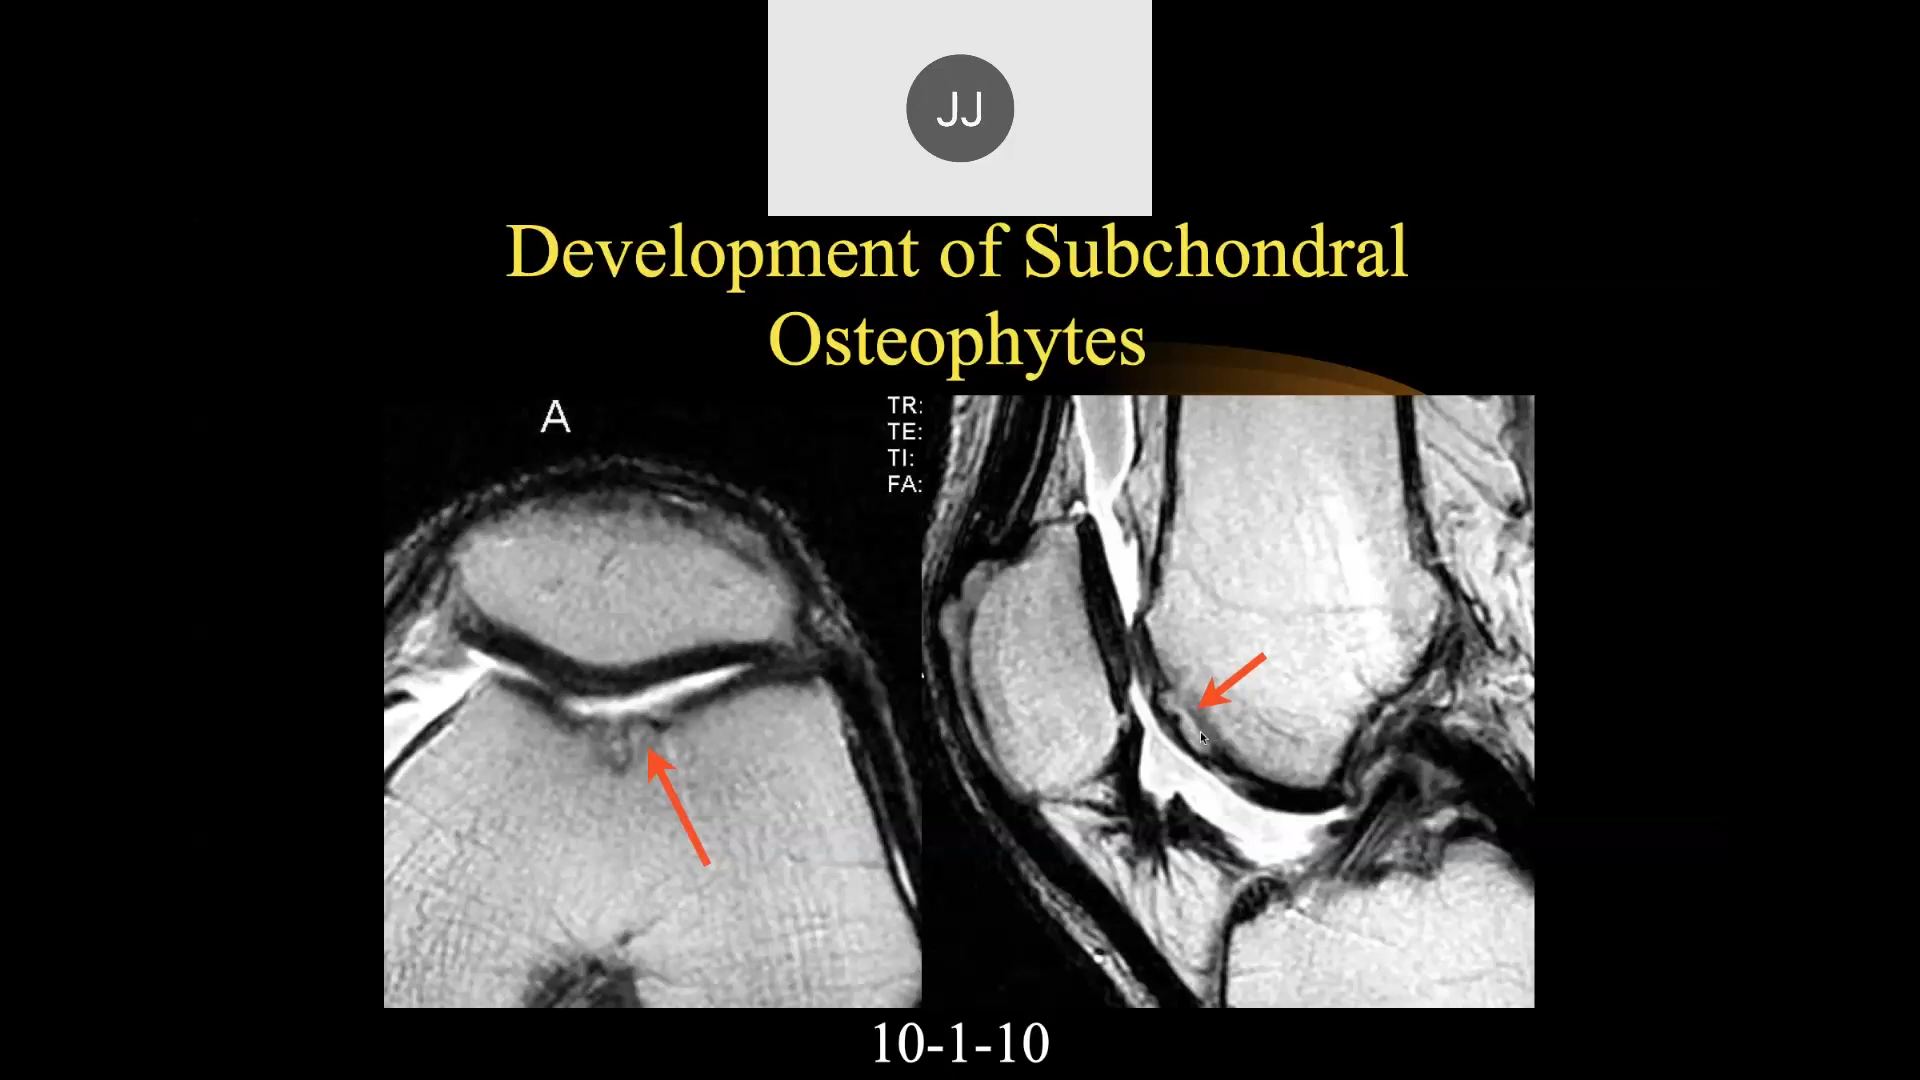 JJ
Development of Subchondral
Osteophytes
A
TR:
TE:
TI:
FA:
10-1-10